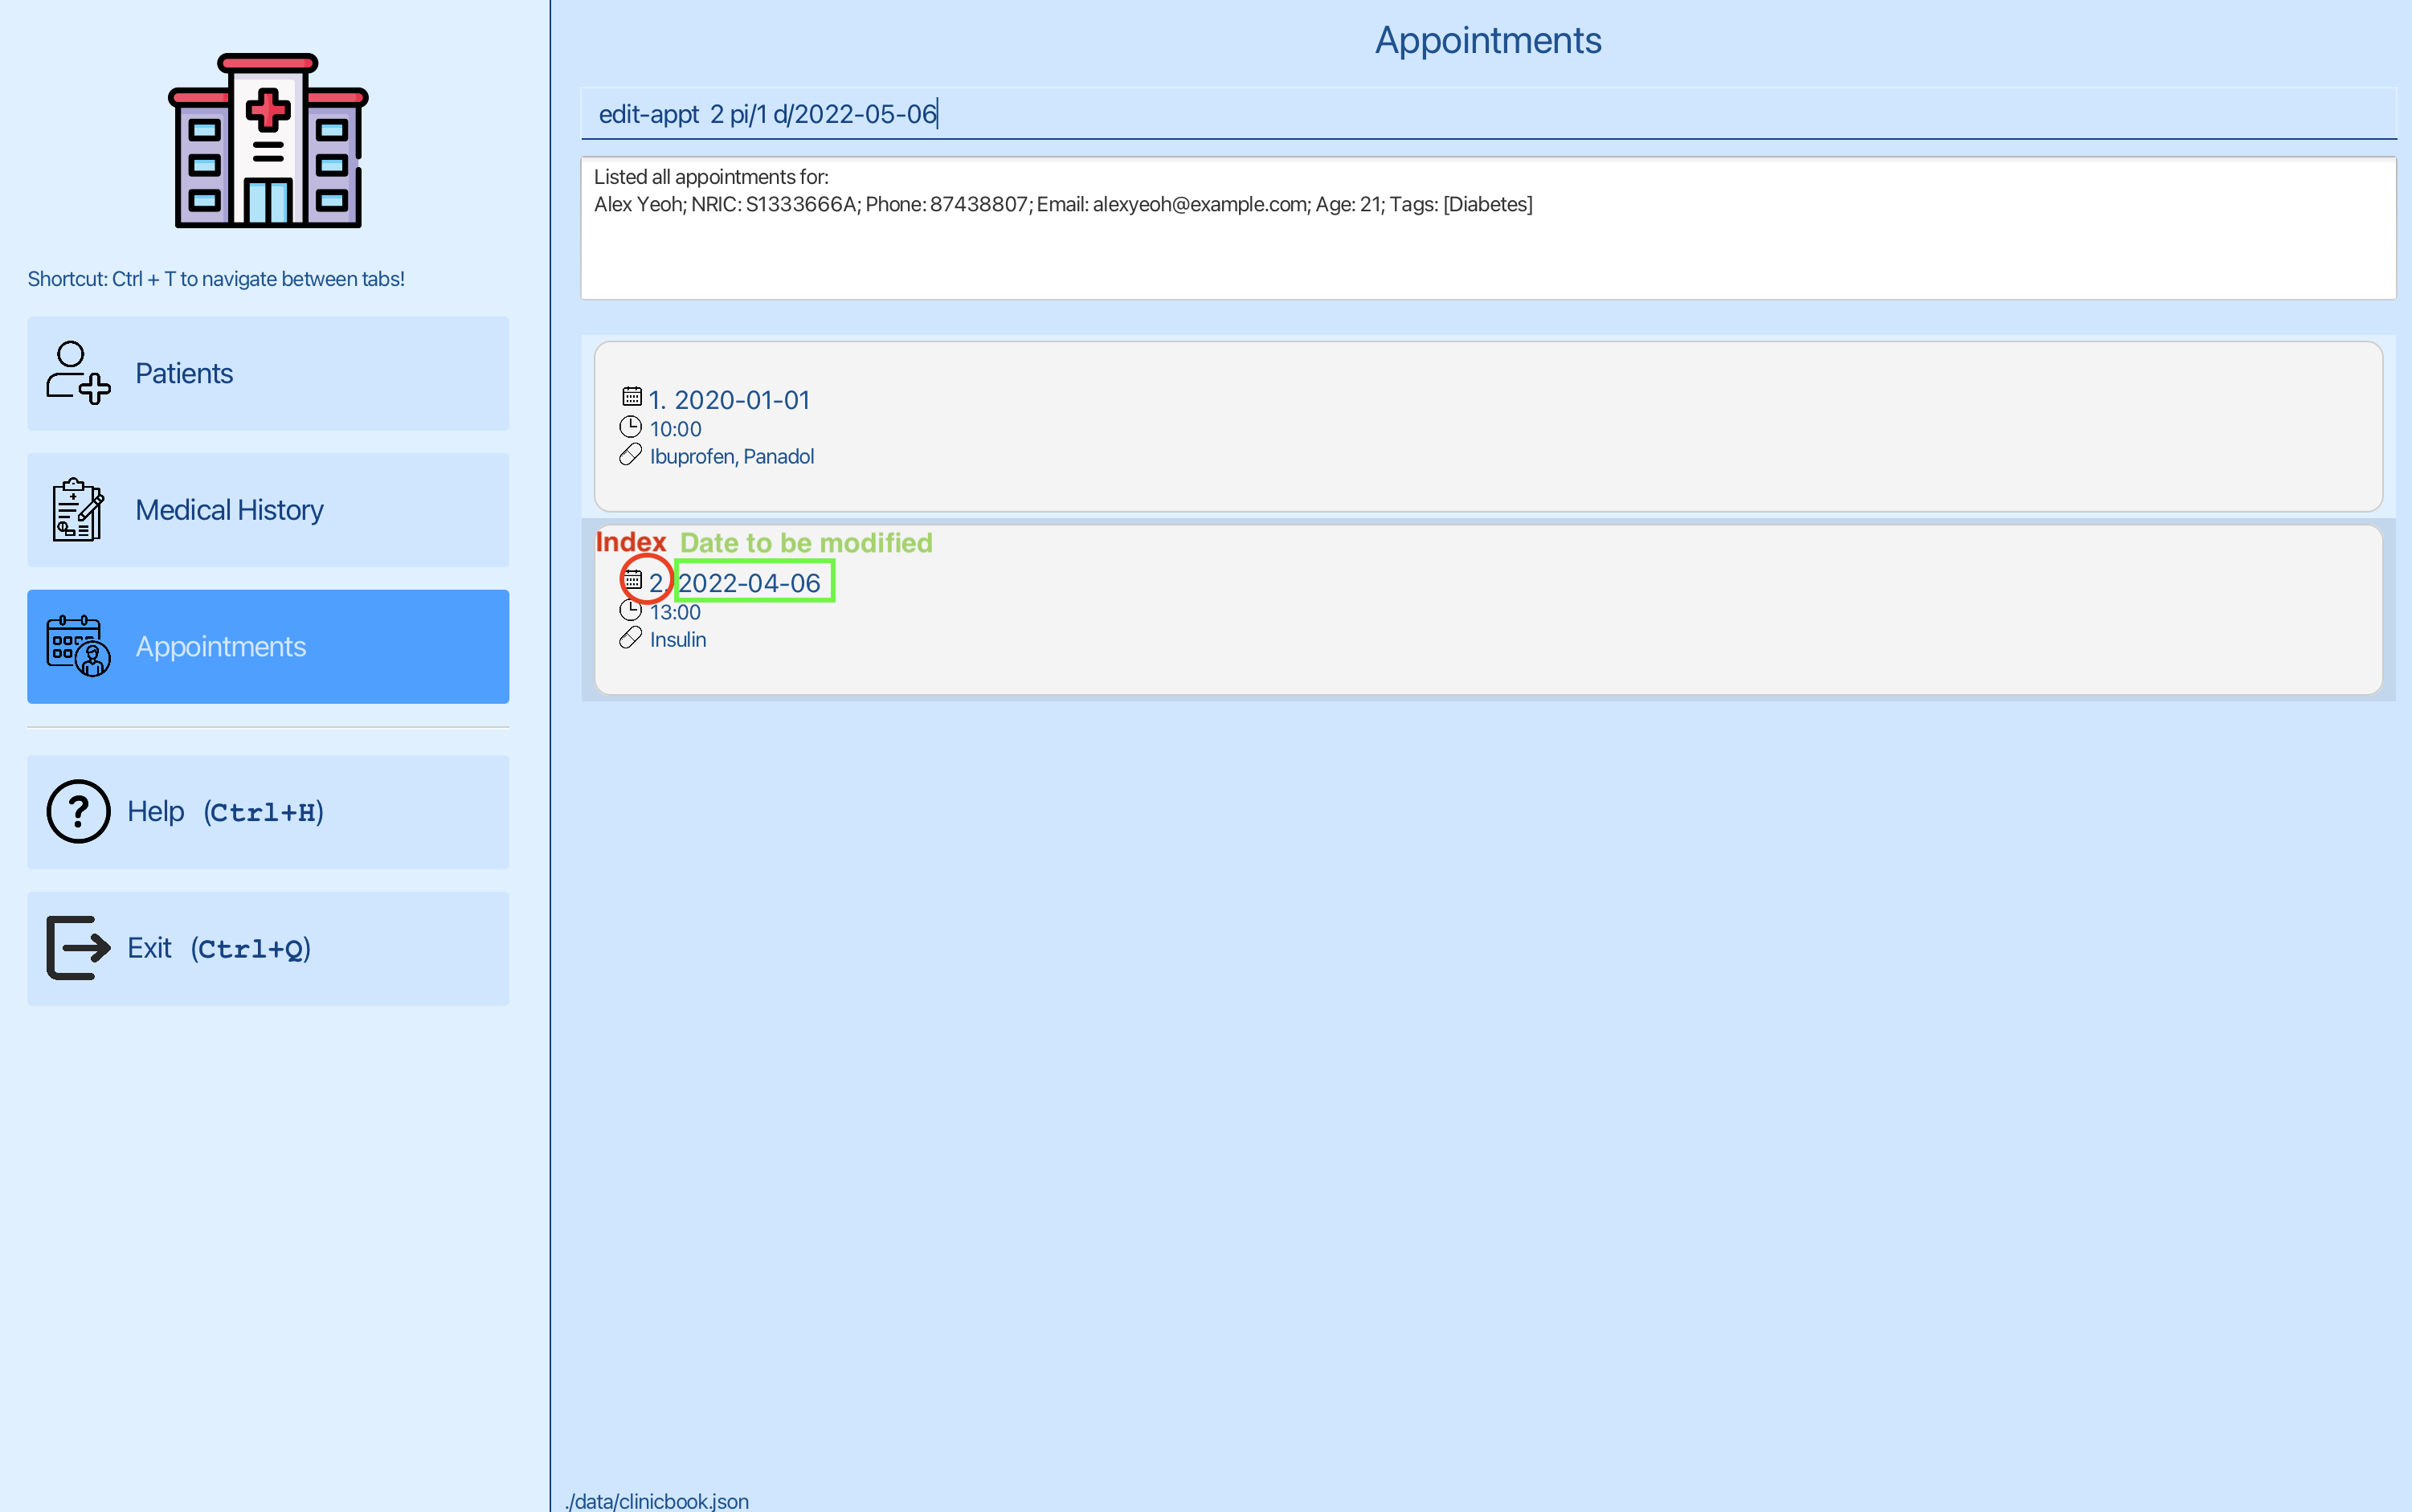 Shortcut: Ctrl + T to navigate between tabs!
Patients
Medical History
Appointments
Help (Ctrl+H)
Exit (Ctrl+Q)
Appointments
edit-appt  2 pi/1 d/2022-05-06
Listed all appointments for:
Alex Yeoh; NRIC: S1333666A; Phone: 87438807; Email: alexyeoh@example.com; Age: 21; Tags: [Diabetes]
1. 2020-01-01
10:00
Ibuprofen, Panadol
Index Date to be modified
2. 2022-04-06
13:00
Insulin
./data/clinicbook.json